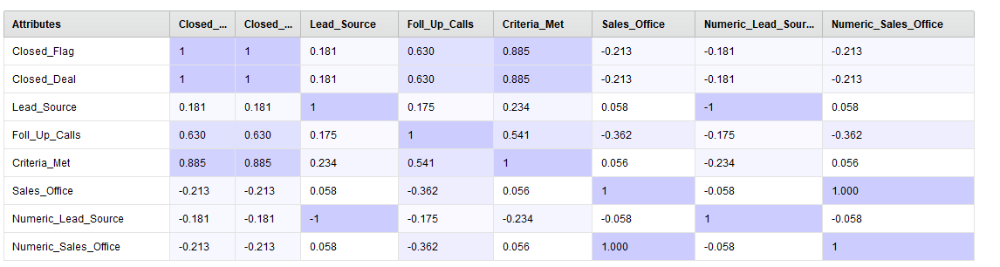 Attributes Closed_... Closed_... Lead_Source Foll_Up_Calls Criteria_Met Sales_Office Numeric_Lead_Sour... Numeric_Sales_Office
Closed_Flag 1 1 0.181 0.630 0.885 -0.213 -0.181 -0.213
Closed_Deal 1 1 0.181 0.630 0.885 -0.213 -0.181 -0.213
Lead_Source 0.181 0.181 1 0.175 0.234 0.058 -1 0.058
Foll_Up_Calls 0.630 0.630 0.175 1 0.541 -0.362 -0.175 -0.362
Criteria_Met 0.885 0.885 0.234 0.541 1 0.056 -0.234 0.056
Sales_Office -0.213 -0.213 0.058 -0.362 0.056 1 -0.058 1.000
Numeric_Lead_Source -0.181 -0.181 -1 -0.175 -0.234 -0.058 1 -0.058
Numeric_Sales_Office -0.213 -0.213 0.058 -0.362 0.056 1.000 -0.058 1